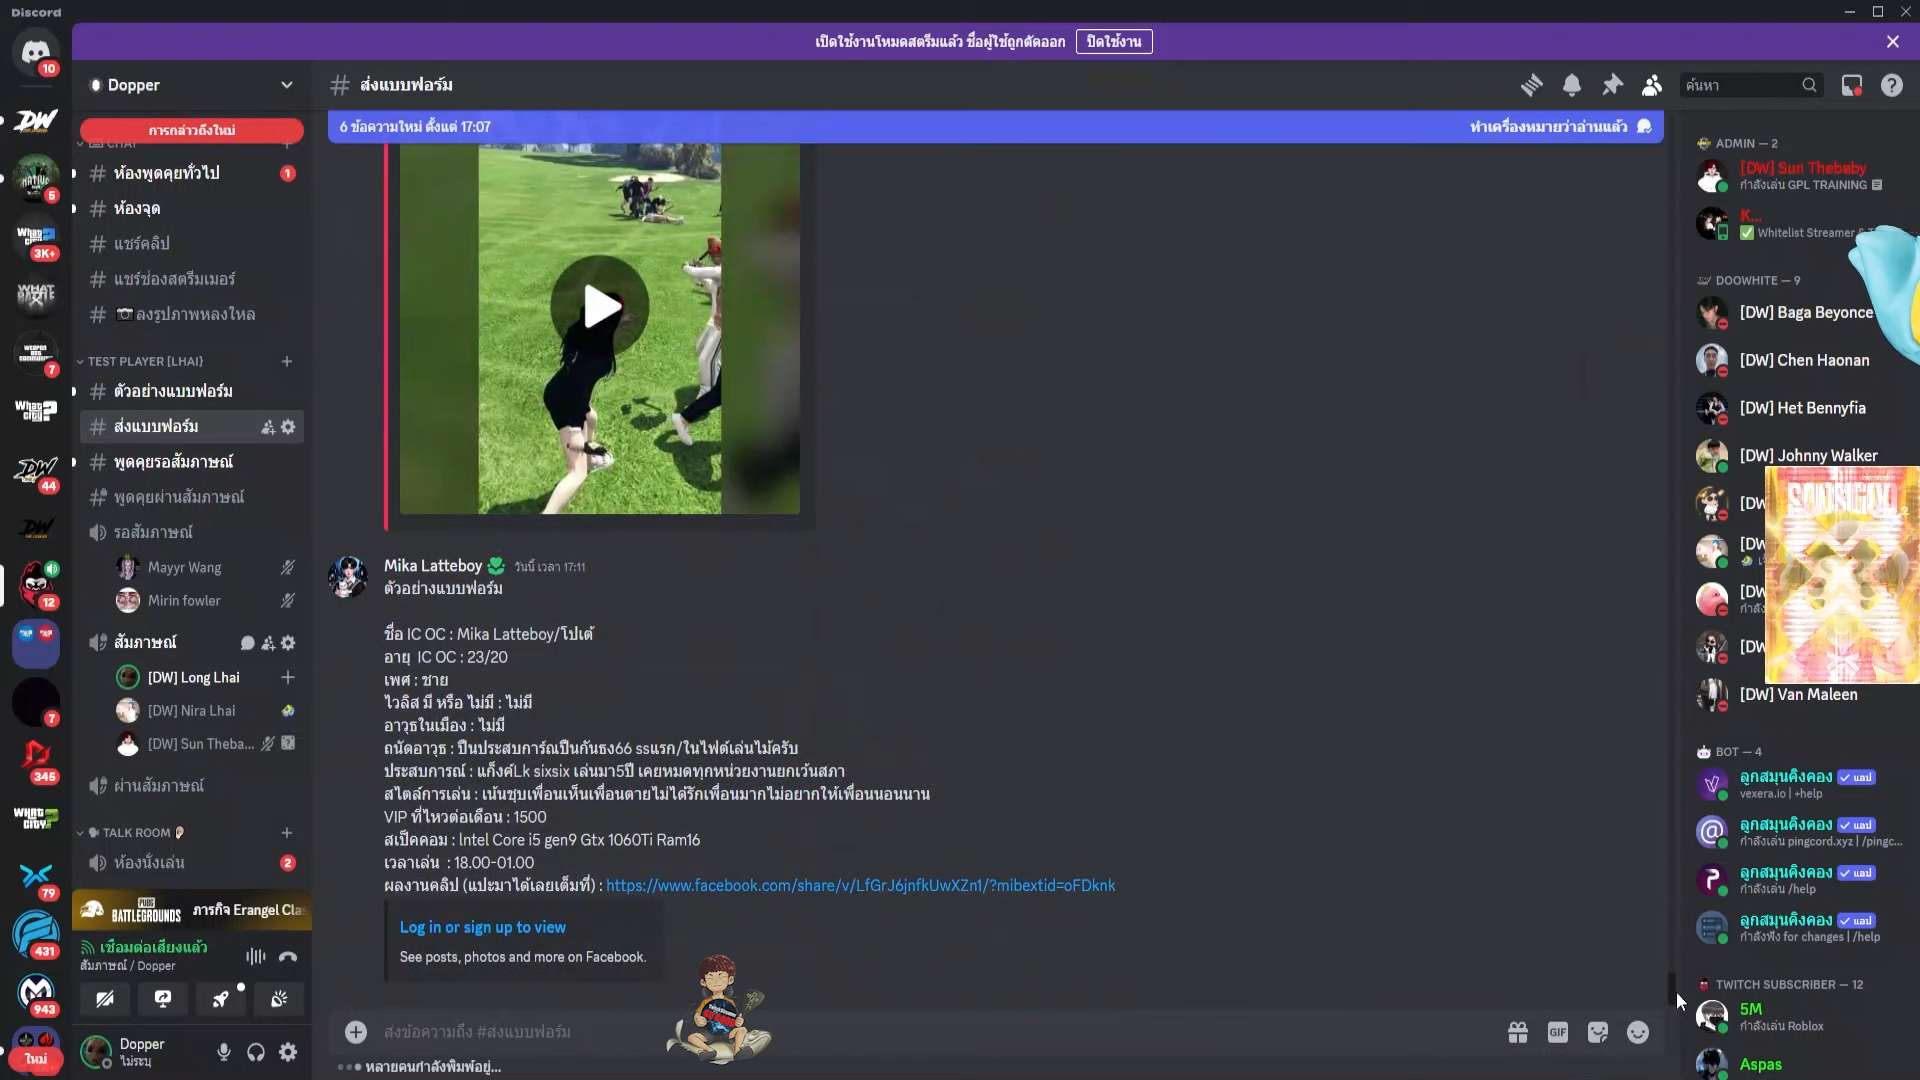 Discord
เปิดใช้งานโหมดสตรีมแล้ว ชื่อผู้ใช้ถูกตัดออก
ปิดใช้งาน
10
DW
5
What City?
3K+
WHAT BATTLE
7
What City?
DW
44
DW
12
7
345
WHAT CITY?
79
431
943
ใหม่
Dopper
การกล่าวถึงใหม่
CHAT
ห้องพูดคุยทั่วไป
1
ห้องจุด
แชร์คลิป
แชร์ช่องสตรีมเมอร์
ลงรูปภาพหลงใหล
TEST PLAYER [LHAI}
ตัวอย่างแบบฟอร์ม
ส่งแบบฟอร์ม
พูดคุยรอสัมภาษณ์
พูดคุยผ่านสัมภาษณ์
รอสัมภาษณ์
Mayyr Wang
Mirin fowler
สัมภาษณ์
[DW] Long Lhai
[DW] Nira Lhai
[DW] Sun Theba...
ผ่านสัมภาษณ์
TALK ROOM
ห้องนั่งเล่น
2
PUBG BATTLEGROUNDS
ภารกิจ Erangel Clas
เชื่อมต่อเสียงแล้ว
สัมภาษณ์ / Dopper
Dopper
ไม่ระบุ
ส่งแบบฟอร์ม
ค้นหา
6 ข้อความใหม่ ตั้งแต่ 17:07
ทำเครื่องหมายว่าอ่านแล้ว
Mika Latteboy
วันนี้ เวลา 17:11
ตัวอย่างแบบฟอร์ม
ชื่อ IC OC : Mika Latteboy/โปเต้
อายุ IC OC : 23/20
เพศ : ชาย
ไวลิส มี หรือ ไม่มี : ไม่มี
อาวุธในเมือง : ไม่มี
ถนัดอาวุธ : ปืนประสบการ์ณปืนกันธง66 ssแรก/ในไฟต์เล่นไม้ครับ
ประสบการณ์ : แก็งค์Lk sixsix เล่นมา5ปี เคยหมดทุกหน่วยงานยกเว้นสภา
สไตล์การเล่น : เน้นชุบเพื่อนเห็นเพื่อนตายไม่ได้รักเพื่อนมากไม่อยากให้เพื่อนนอนนาน
VIP ที่ไหวต่อเดือน : 1500
สเป็คคอม : lntel Core i5 gen9 Gtx 1060Ti Ram16
เวลาเล่น : 18.00-01.00
ผลงานคลิป (แปะมาได้เลยเต็มที่) : https://www.facebook.com/share/v/LfGrJ6jnfkUwXZn1/?mibextid=oFDknk
Log in or sign up to view
See posts, photos and more on Facebook.
ส่งข้อความถึง #ส่งแบบฟอร์ม
GIF
หลายคนกำลังพิมพ์อยู่...
ADMIN — 2
[DW] Sun Thebaby
กำลังเล่น GPL TRAINING
K...
Whitelist Streamer &
DOOWHITE — 9
[DW] Baga Beyonce
[DW] Chen Haonan
[DW] Het Bennyfia
[DW] Johnny Walker
[DW
[DW
[DW
[DW
[DW] Van Maleen
BOT — 4
ลูกสมุนคิงคอง
แอป
vexera.io | +help
ลูกสมุนคิงคอง
แอป
กำลังเล่น pingcord.xyz | /pingc...
ลูกสมุนคิงคอง
แอป
กำลังเล่น /help
ลูกสมุนคิงคอง
แอป
กำลังฟัง for changes | /help
TWITCH SUBSCRIBER — 12
5M
กำลังเล่น Roblox
Aspas